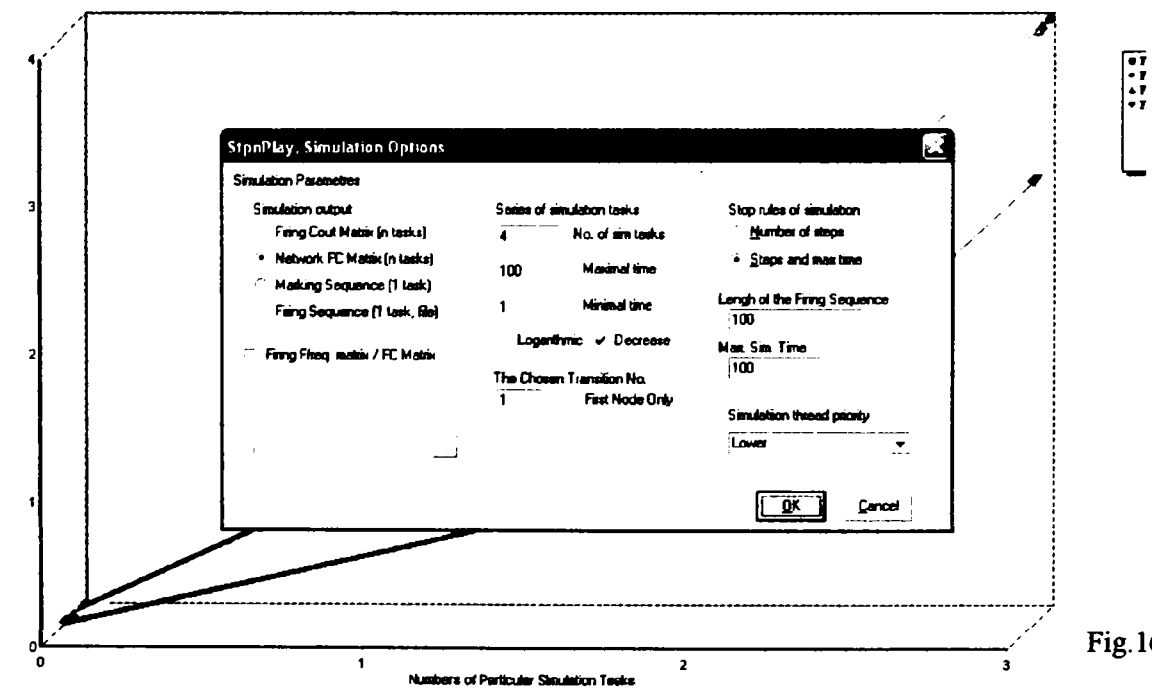 4
3
2
1
0
0
1
2
3
Numbers of Particular Simulation Tasks
StpnPlay, Simulation Options
Simulation Parametres
Simulation output
Firing Cout Matrix (n tasks)
Network FC Matrix (n tasks)
Marking Sequence (1 task)
Firing Sequence (1 task, file)
Firing Freq. matrix / FC Matrix
Series of simulation tasks
4 No. of sim tasks
100 Maximal time
1 Minimal time
Logarithmic Decrease
The Chosen Transition No.
1 First Node Only
Stop rules of simulation
Number of steps
Steps and max time
Lengh of the Firing Sequence
100
Max. Sim. Time
100
Simulation thread priority
Lower
OK Cancel
Fig.16